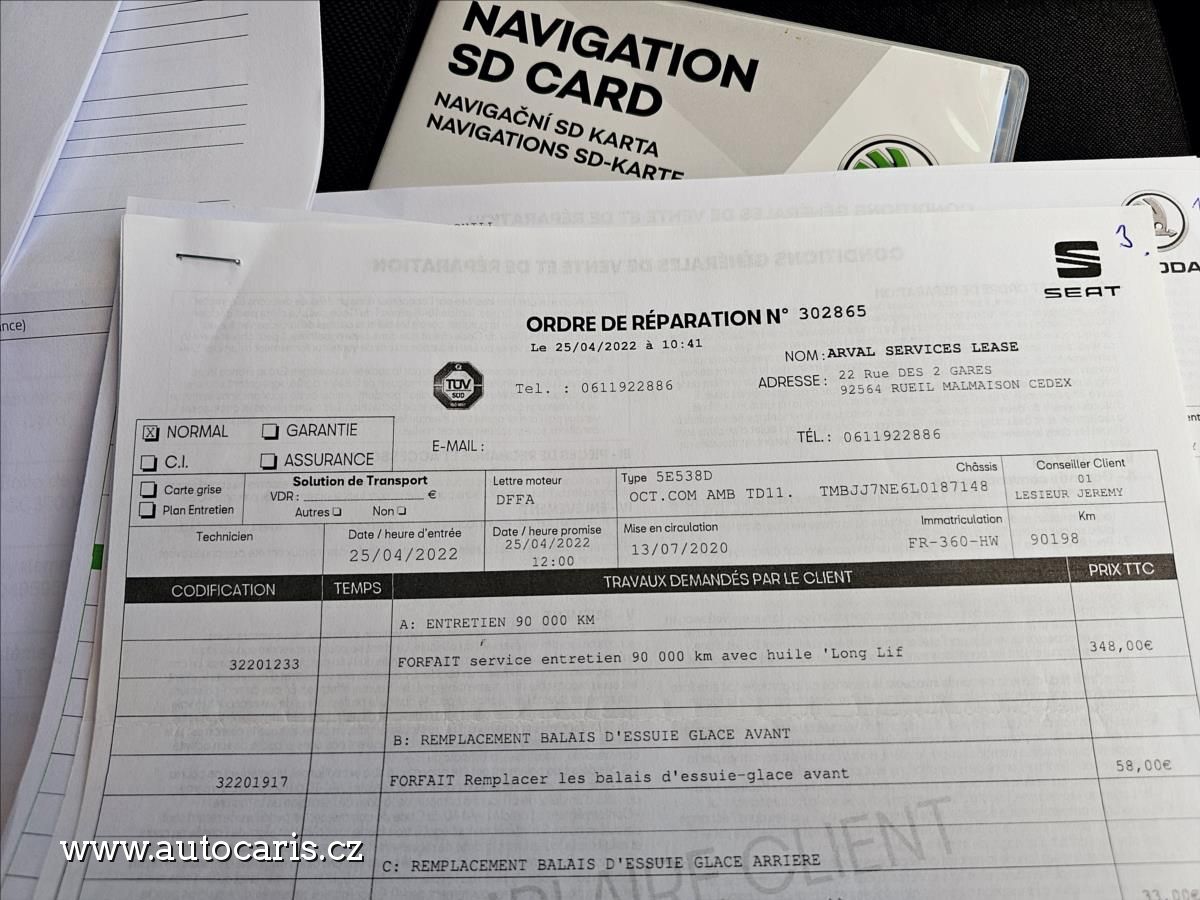 NAVIGATION
SD CARD
NAVIGAČNÍ SD KARTA
NAVIGATIONS SD-KARTE
3.
SEAT
ance)
ORDRE DE RÉPARATION N° 302865
Le 25/04/2022 à 10:41
TÜV
SÜD
Tel. : 0611922886
NOM : ARVAL SERVICES LEASE
ADRESSE : 22 Rue DES 2 GARES
92564 RUEIL MALMAISON CEDEX
E-MAIL :
TÉL. : 0611922886
X NORMAL GARANTIE
C.I. ASSURANCE
Carte grise
Plan Entretien
Solution de Transport
VDR : €
Autres Non
Lettre moteur
DFFA
Type 5E538D
OCT.COM AMB TD11.
Châssis
TMBJJ7NE6L0187148
Conseiller Client
01
LESIEUR JEREMY
Technicien
Date / heure d'entrée
25/04/2022
Date / heure promise
25/04/2022
12:00
Mise en circulation
13/07/2020
Immatriculation
FR-360-HW
Km
90198
CODIFICATION TEMPS TRAVAUX DEMANDÉS PAR LE CLIENT PRIX TTC
A: ENTRETIEN 90 000 KM
32201233 FORFAIT service entretien 90 000 km avec huile 'Long Lif 348,00€
B: REMPLACEMENT BALAIS D'ESSUIE GLACE AVANT
32201917 FORFAIT Remplacer les balais d'essuie-glace avant 58,00€
C: REMPLACEMENT BALAIS D'ESSUIE GLACE ARRIERE
33,00€
CLIENT
www.autocaris.cz